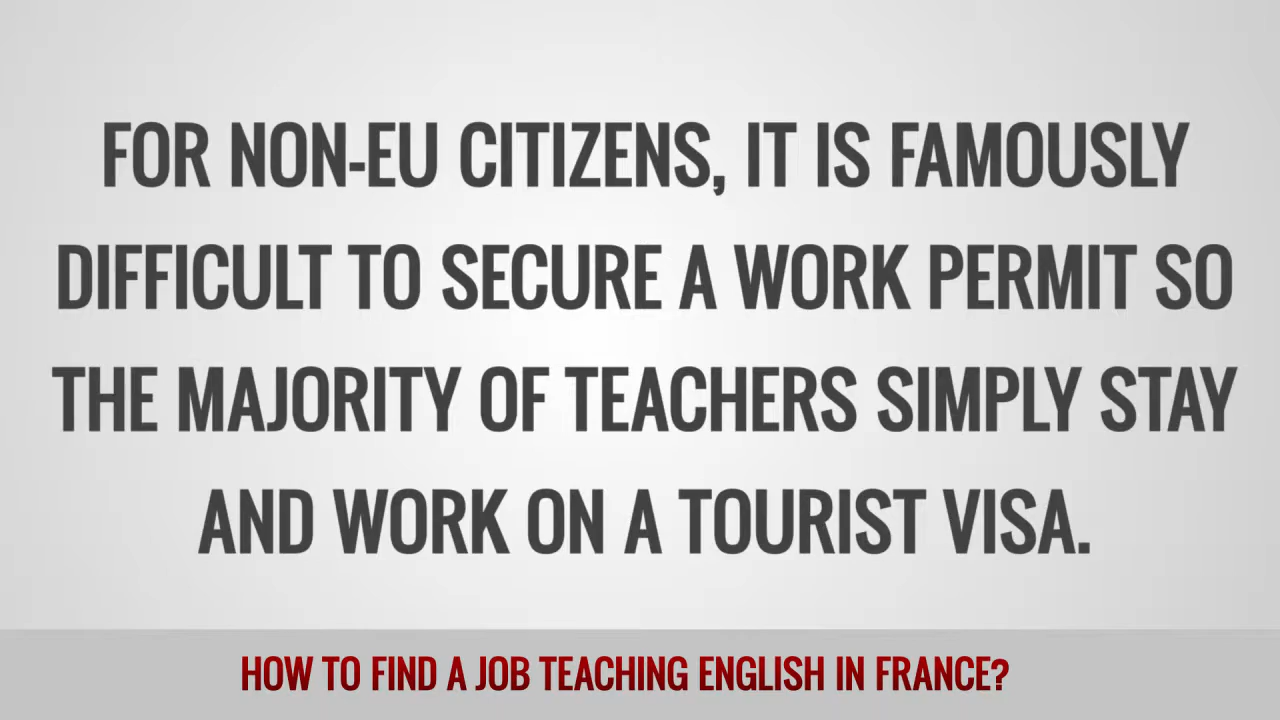 FOR NON-EU CITIZENS, IT IS FAMOUSLY
DIFFICULT TO SECURE A WORK PERMIT SO
THE MAJORITY OF TEACHERS SIMPLY STAY
AND WORK ON A TOURIST VISA.
HOW TO FIND A JOB TEACHING ENGLISH IN FRANCE?